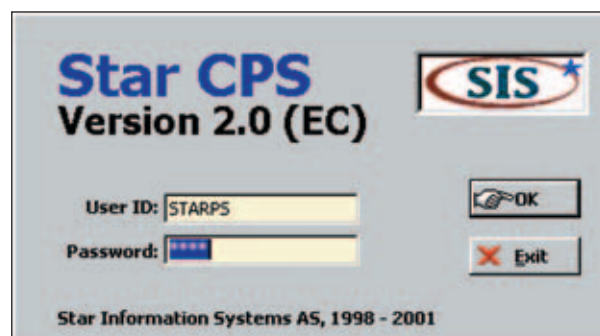 Star CPS
SIS
Version 2.0 (EC)
User ID: STARPS
OK
Password: ****
Exit
Star Information Systems AS, 1998 - 2001